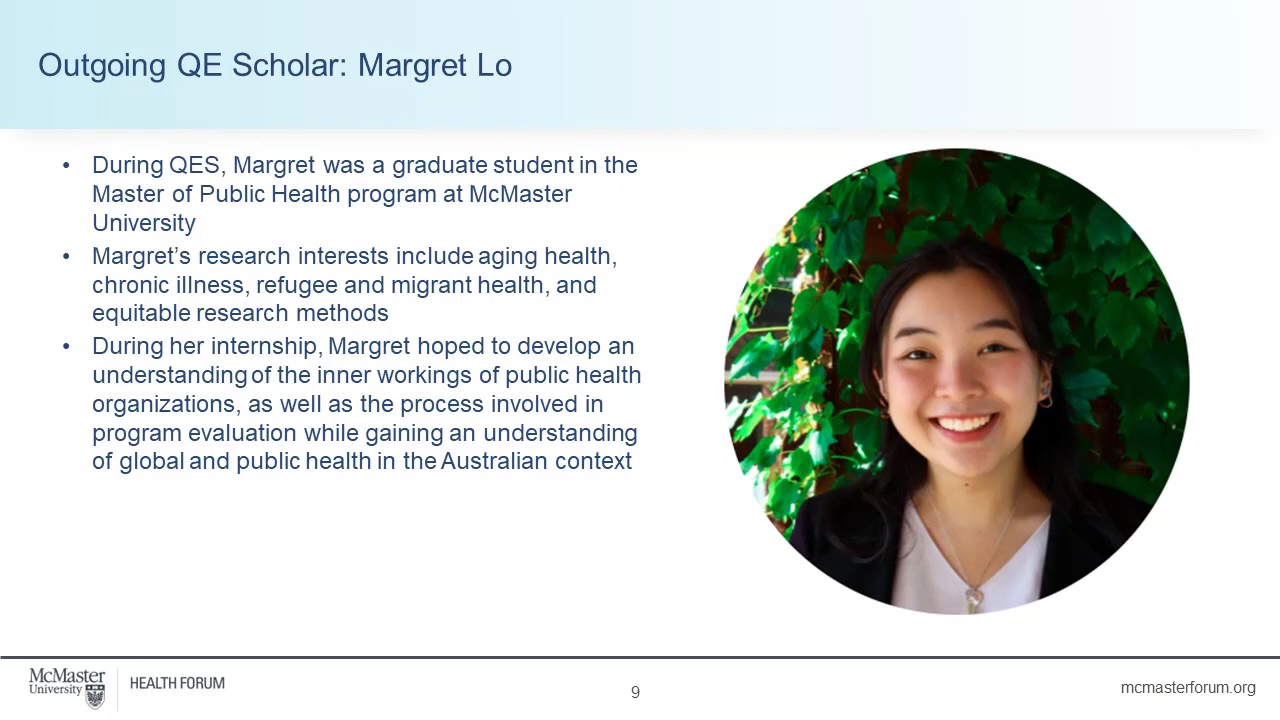 Outgoing QE Scholar: Margret Lo
• During QES, Margret was a graduate student in the
Master of Public Health program at McMaster
University
• Margret’s research interests include aging health,
chronic illness, refugee and migrant health, and
equitable research methods
• During her internship, Margret hoped to develop an
understanding of the inner workings of public health
organizations, as well as the process involved in
program evaluation while gaining an understanding
of global and public health in the Australian context
McMaster
University
HEALTH FORUM
9
mcmasterforum.org